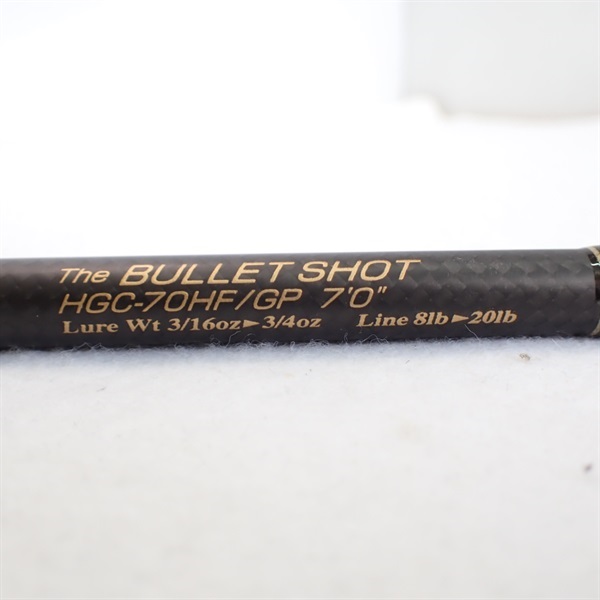 The BULLET SHOT
HGC-70HF/GP 7'0"
Lure Wt 3/16oz►3/4oz Line 8lb►20lb